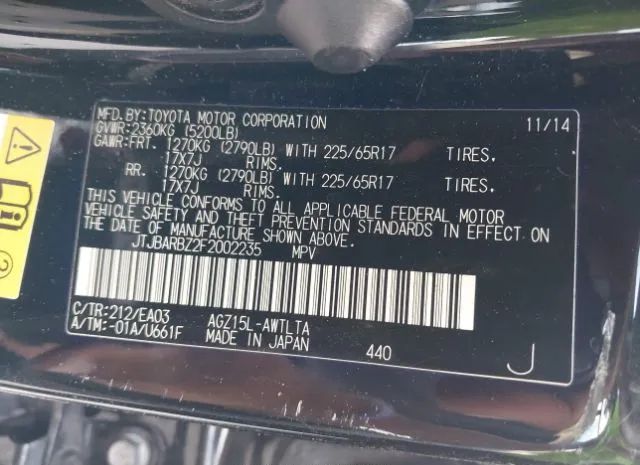 MFD.BY:TOYOTA MOTOR CORPORATION 11/14
GVWR:2360KG (5200LB)
GAWR:FRT. 1270KG (2790LB) WITH 225/65R17 TIRES,
17X7J RIMS.
RR. 1270KG (2790LB) WITH 225/65R17 TIRES,
17X7J RIMS.
THIS VEHICLE CONFORMS TO ALL APPLICABLE FEDERAL MOTOR
VEHICLE SAFETY AND THEFT PREVENTION STANDARDS IN EFFECT ON
THE DATE OF MANUFACTURE SHOWN ABOVE.
JTJBARBZ2F2002235 MPV
C/TR:212/EA03 AGZ15L-AWTLTA
A/TM:-01A/U661F MADE IN JAPAN 440 J
2